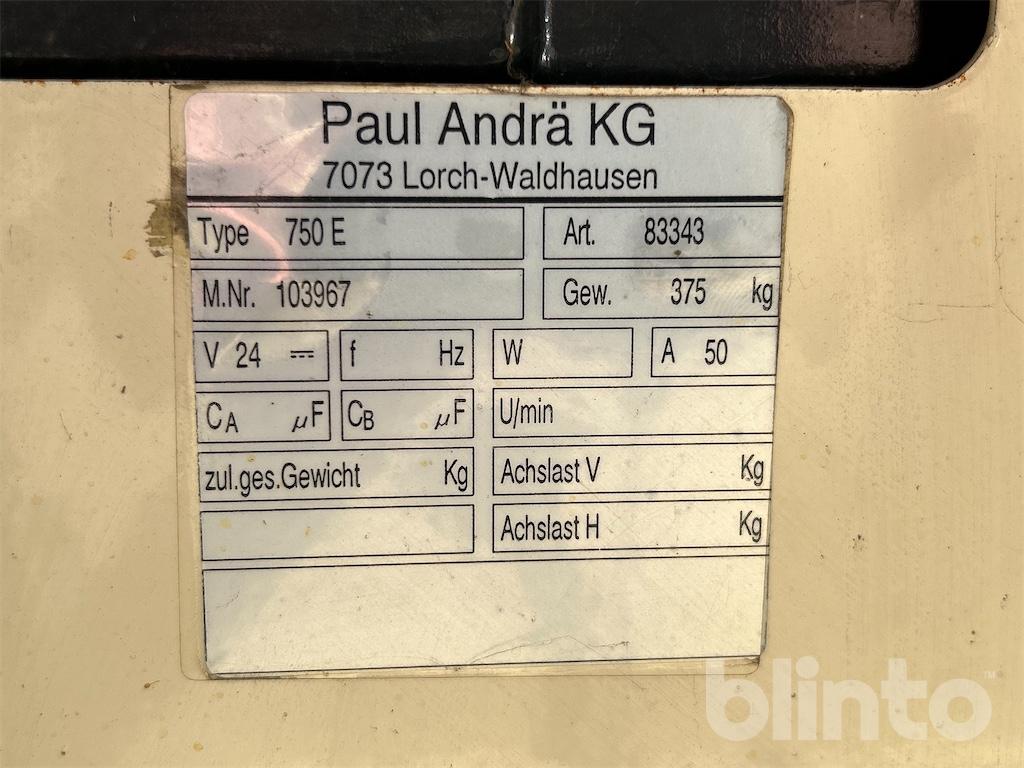 Paul Andrä KG
7073 Lorch-Waldhausen
Type 750 E Art. 83343
M.Nr. 103967 Gew. 375 kg
V 24 ⎓ f Hz W A 50
CA µF CB µF U/min
zul.ges.Gewicht Kg Achslast V Kg
Achslast H Kg
blinto™